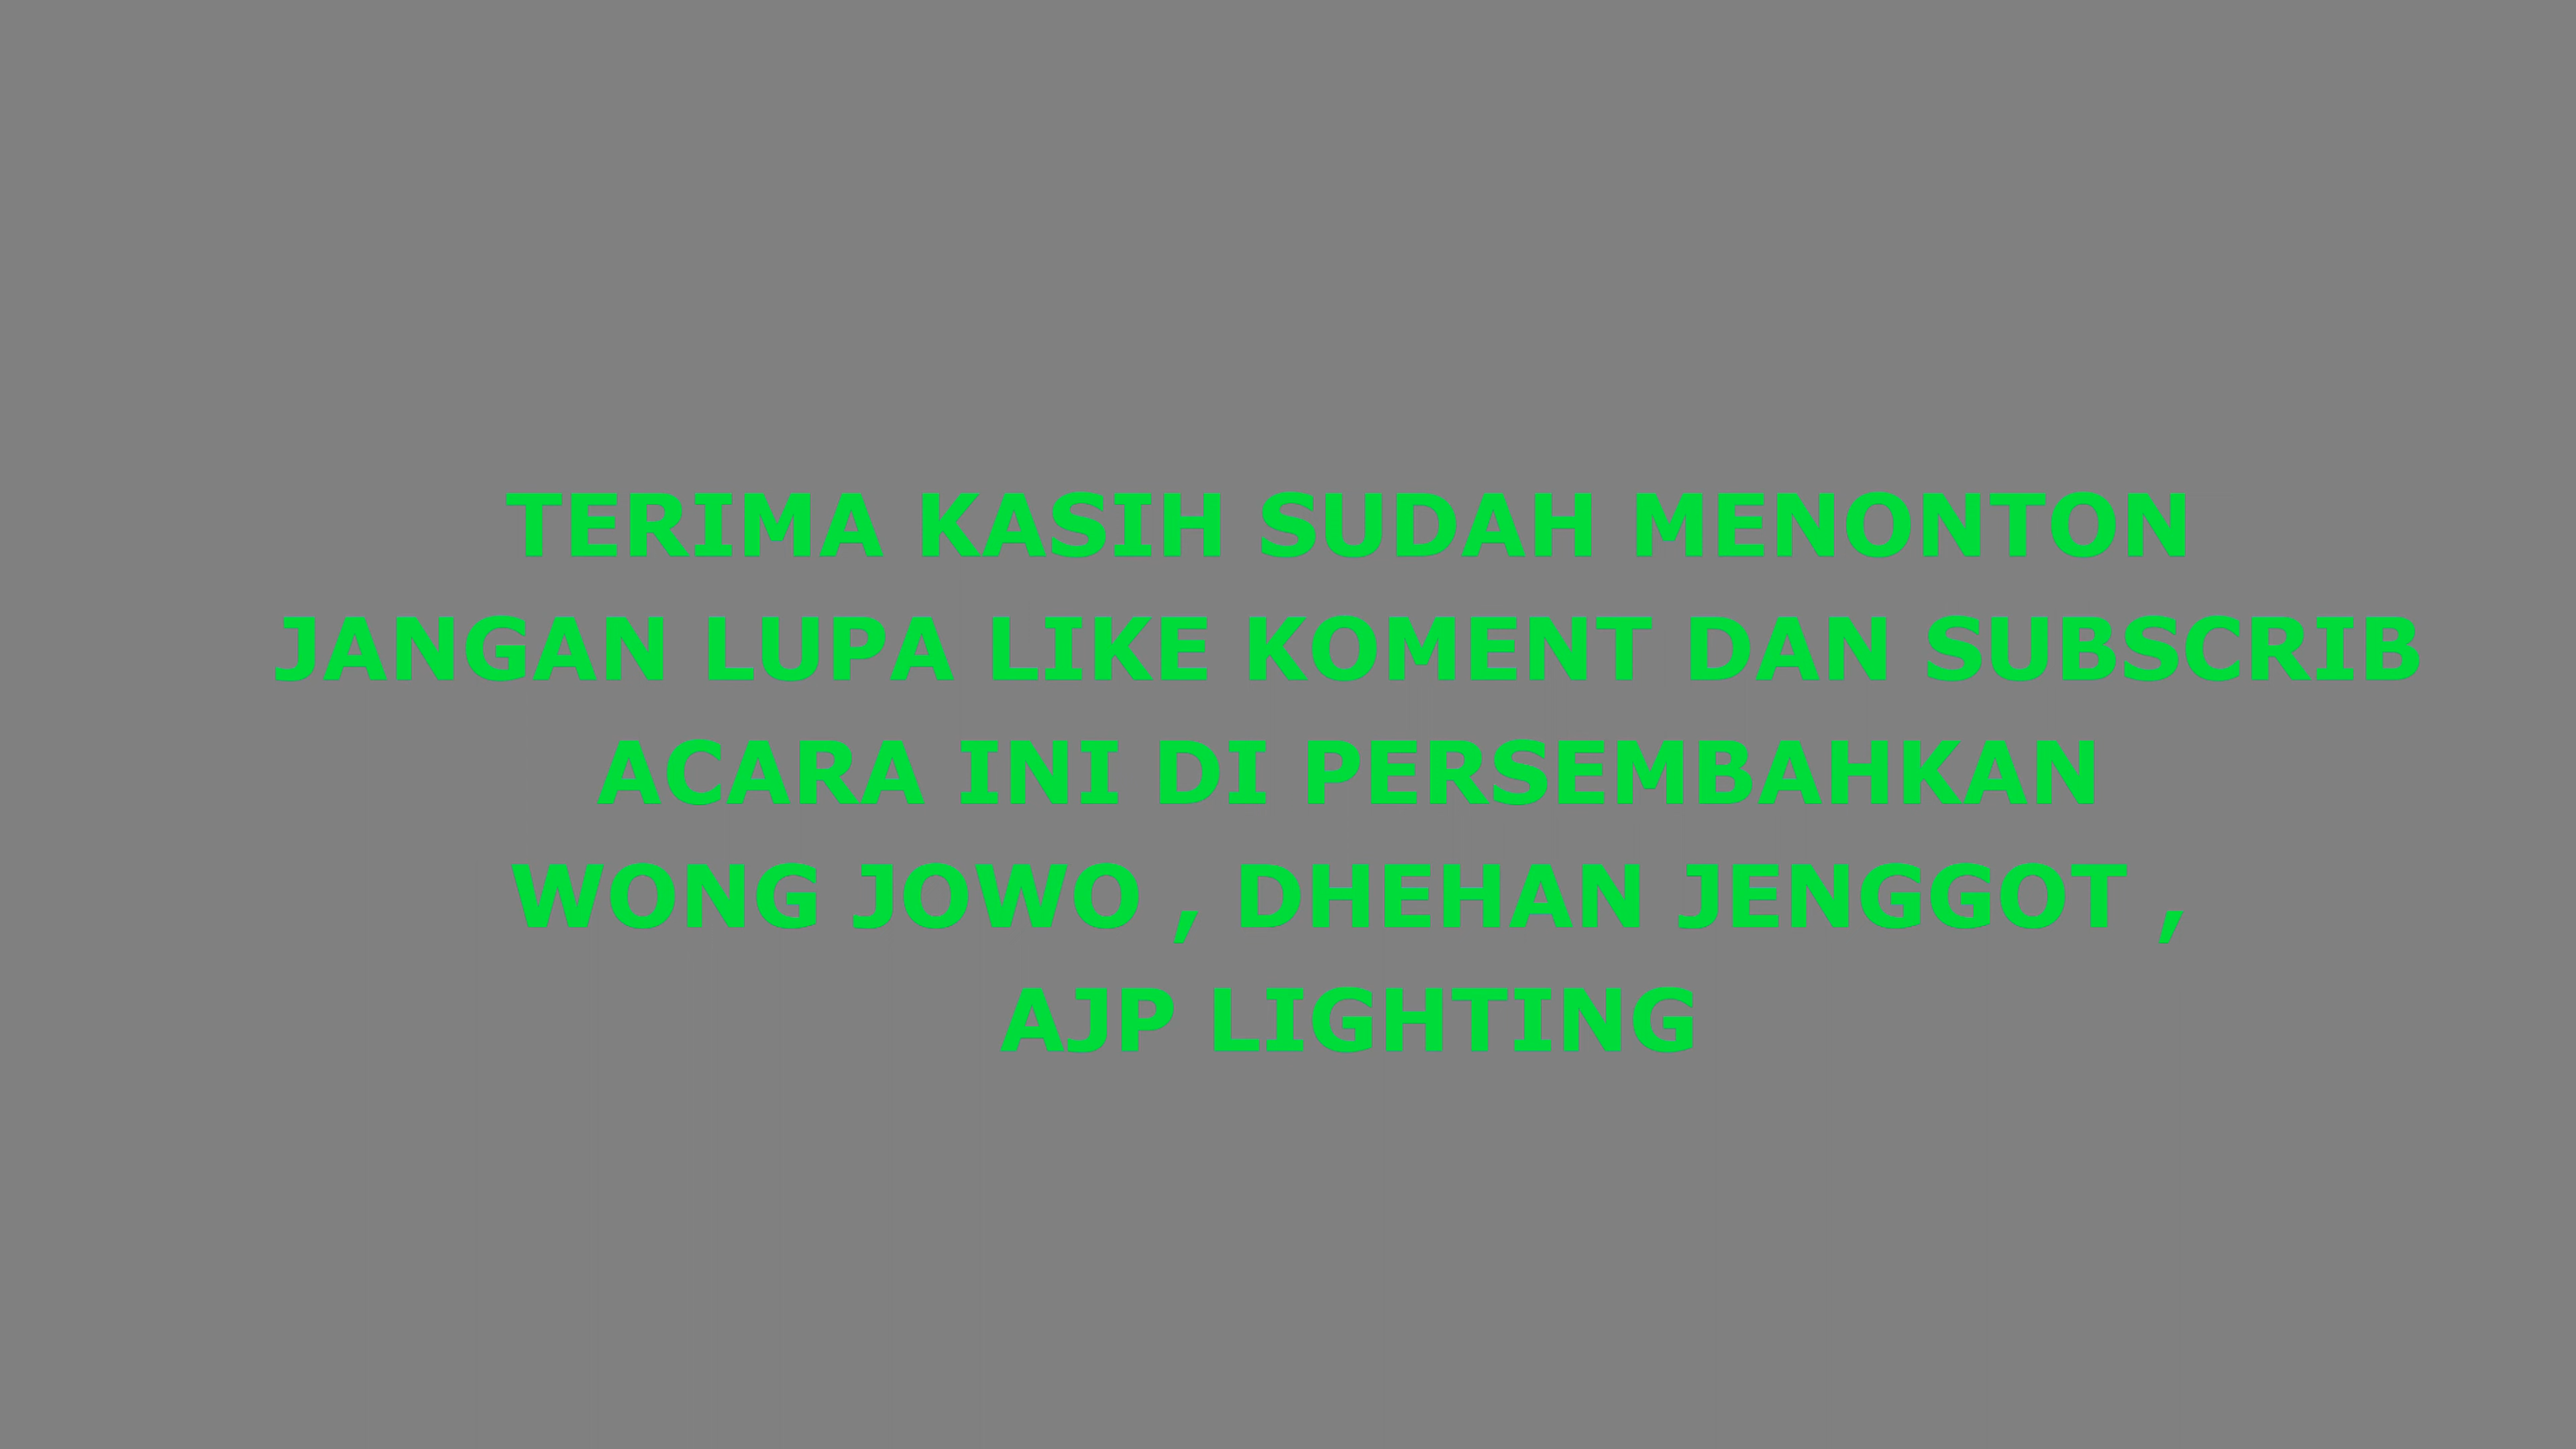 TERIMA KASIH SUDAH MENONTON
JANGAN LUPA LIKE KOMENT DAN SUBSCRIB
ACARA INI DI PERSEMBAHKAN
WONG JOWO , DHEHAN JENGGOT ,
AJP LIGHTING